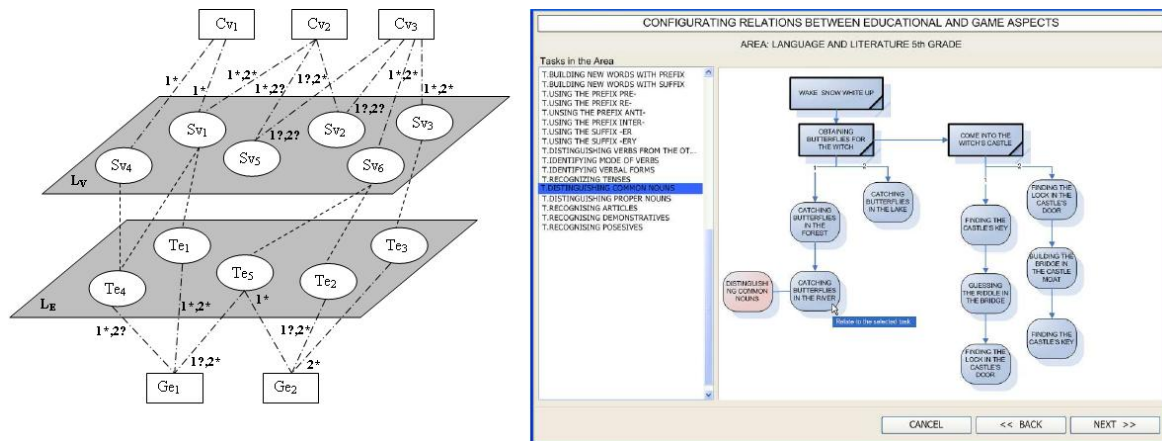 Cv1 Cv2 Cv3
1* 1*,2* 1*,2? 1?,2* 1*,2* 1*,2*
1*
Sv1 1?,2? 1?,2? Sv2 Sv3
Sv4 Sv5 Sv6
LV
Te1 Te3
Te4 Te5 Te2
LE
1*
1*,2? 1*,2* 1?,2*
1?,2* 2*
Ge1 Ge2
CONFIGURATING RELATIONS BETWEEN EDUCATIONAL AND GAME ASPECTS
AREA: LANGUAGE AND LITERATURE 5th GRADE
Tasks in the Area
T.BUILDING NEW WORDS WITH PREFIX
T.BUILDING NEW WORDS WITH SUFFIX
T.USING THE PREFIX PRE-
T.USING THE PREFIX RE-
T.UNSING THE PREFIX ANTI-
T.USING THE PREFIX INTER-
T.USING THE SUFFIX -ER
T.USING THE SUFFIX -ERY
T.DISTINGUISHING VERBS FROM THE OT...
T.IDENTIFYING MODE OF VERBS
T.IDENTIFYING VERBAL FORMS
T.RECOGNIZING TENSES
T.DISTINGUISHING COMMON NOUNS
T.DISTINGUISHING PROPER NOUNS
T.RECOGNISING ARTICLES
T.RECOGNISING DEMONSTRATIVES
T.RECOGNISING POSESIVES
WAKE SNOW WHITE UP
OBTAINING
BUTTERFLIES FOR
THE WITCH
COME INTO THE
WITCH'S CASTLE
1 2 1 2
CATCHING
BUTTERFLIES
IN THE
FOREST
CATCHING
BUTTERFLIES
IN THE LAKE
FINDING THE
CASTLE'S KEY
FINDING THE
LOCK IN THE
CASTLE'S
DOOR
DISTINGUISHI
NG COMMON
NOUNS
CATCHING
BUTTERFLIES
IN THE RIVER
Relate to the selected task
GUESSING
THE RIDDLE IN
THE BRIDGE
BUILDING THE
BRIDGE IN
THE CASTLE
MOAT
FINDING THE
LOCK IN THE
CASTLE'S
DOOR
FINDING THE
CASTLE'S KEY
CANCEL << BACK NEXT >>